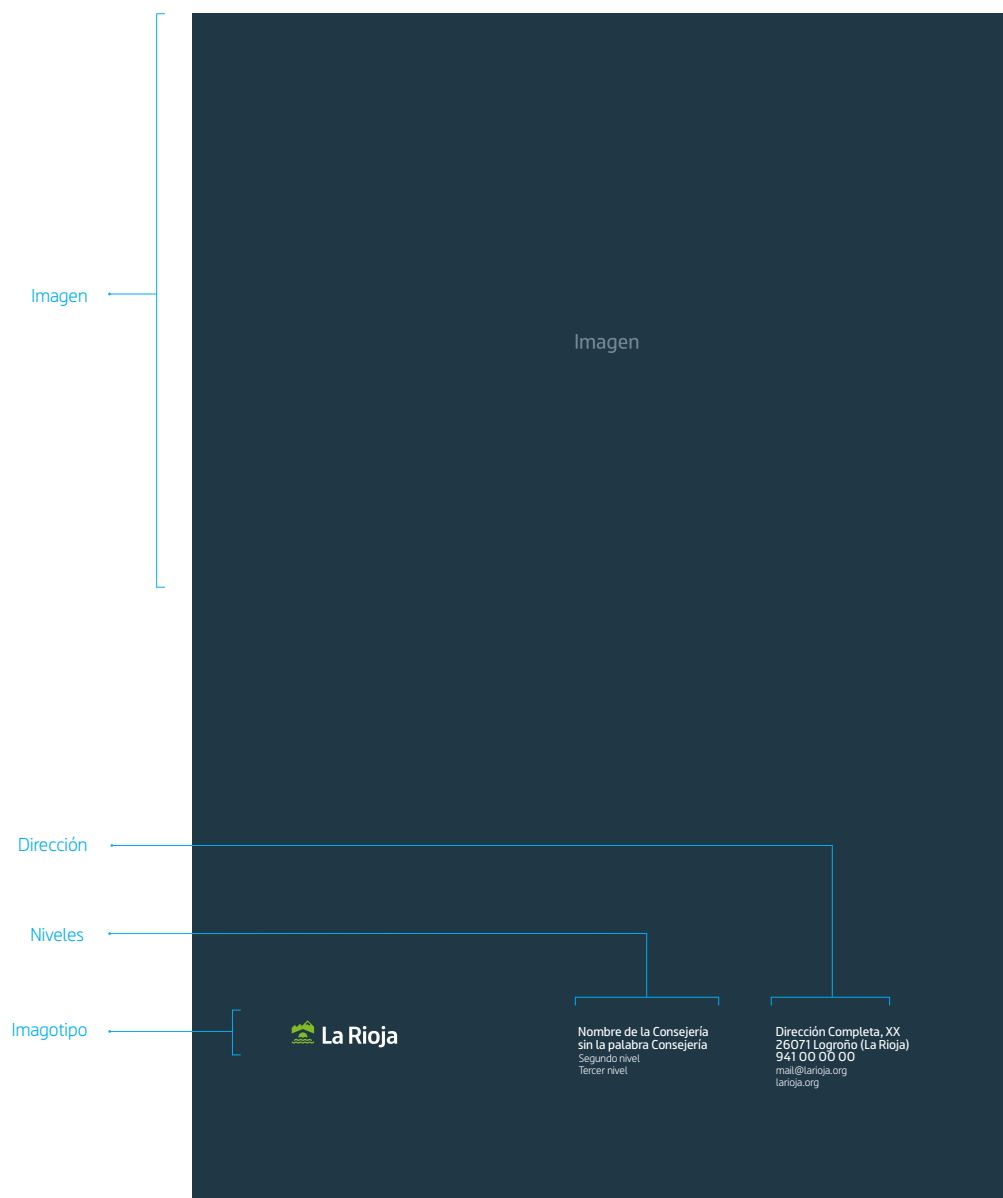 Imagen
Imagen
Dirección
Niveles
Imagotipo
La Rioja
Nombre de la Consejería
sin la palabra Consejería
Segundo nivel
Tercer nivel
Dirección Completa, XX
26071 Logroño (La Rioja)
941 00 00 00
mail@larioja.org
larioja.org